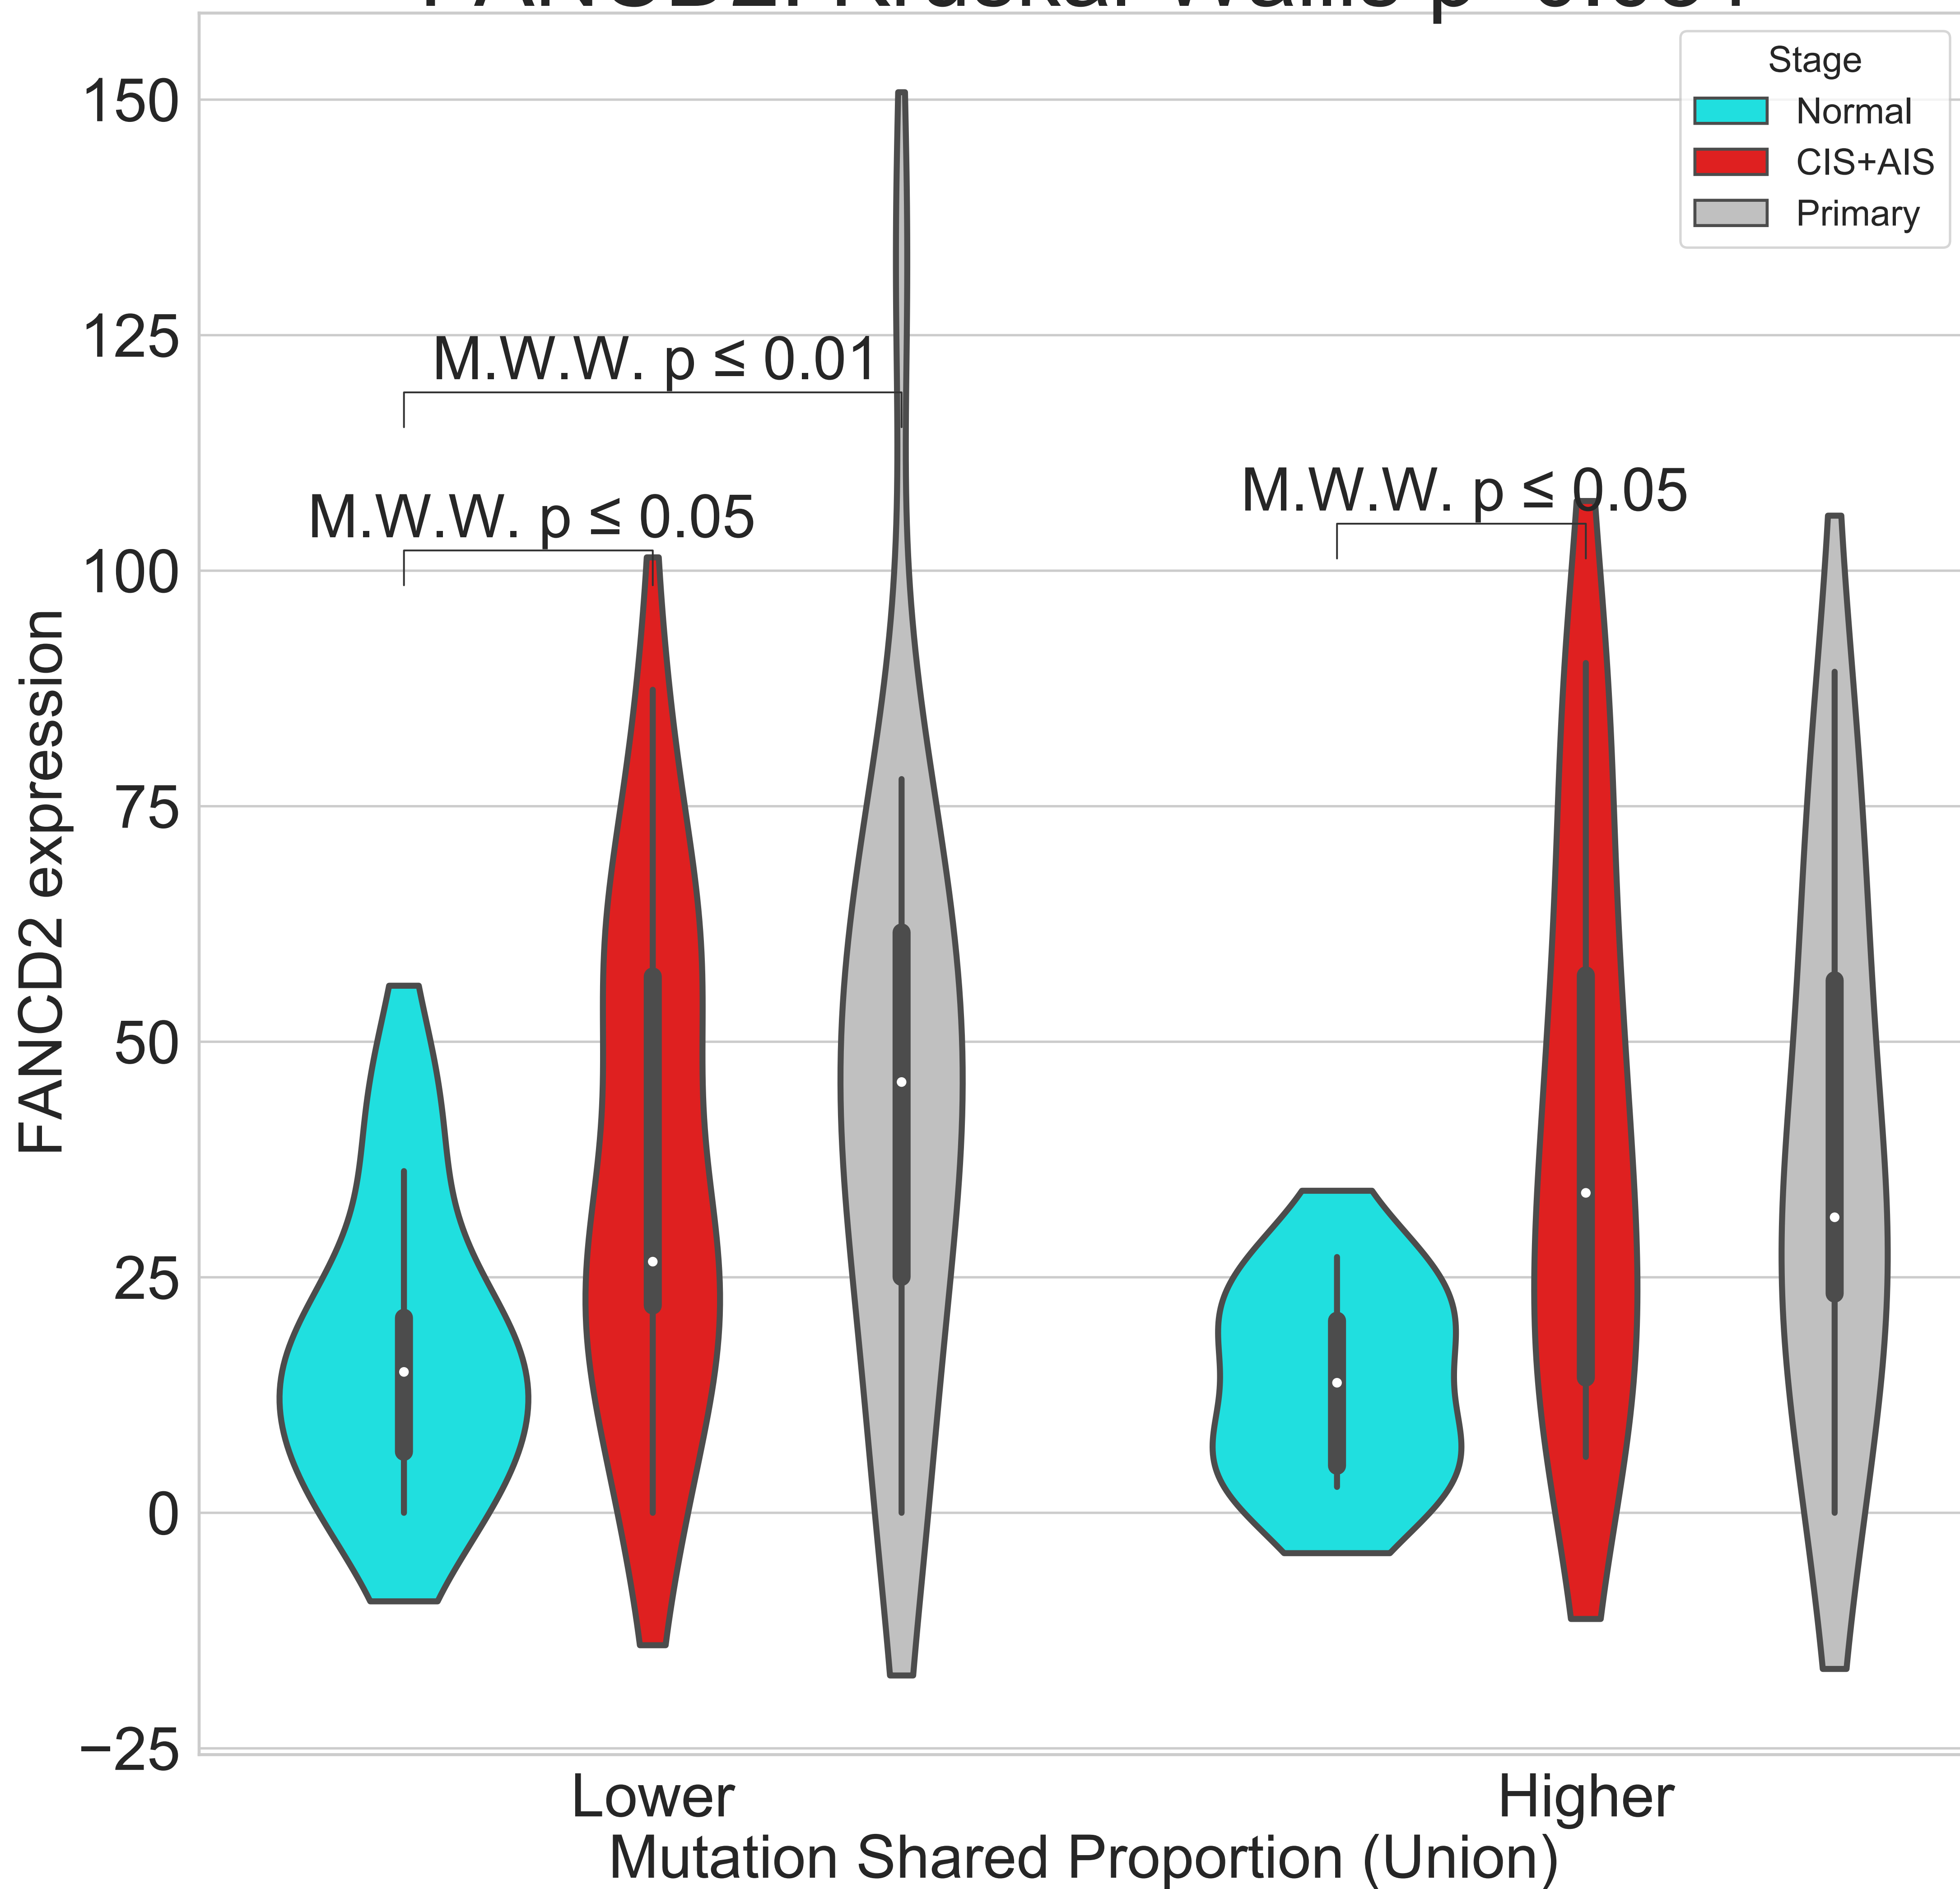 Stage
Normal
CIS+AIS
Primary
150
125
100
75
50
25
0
−25
FANCD2 expression
M.W.W. p ≤ 0.01
M.W.W. p ≤ 0.05
M.W.W. p ≤ 0.05
Lower
Higher
Mutation Shared Proportion (Union)